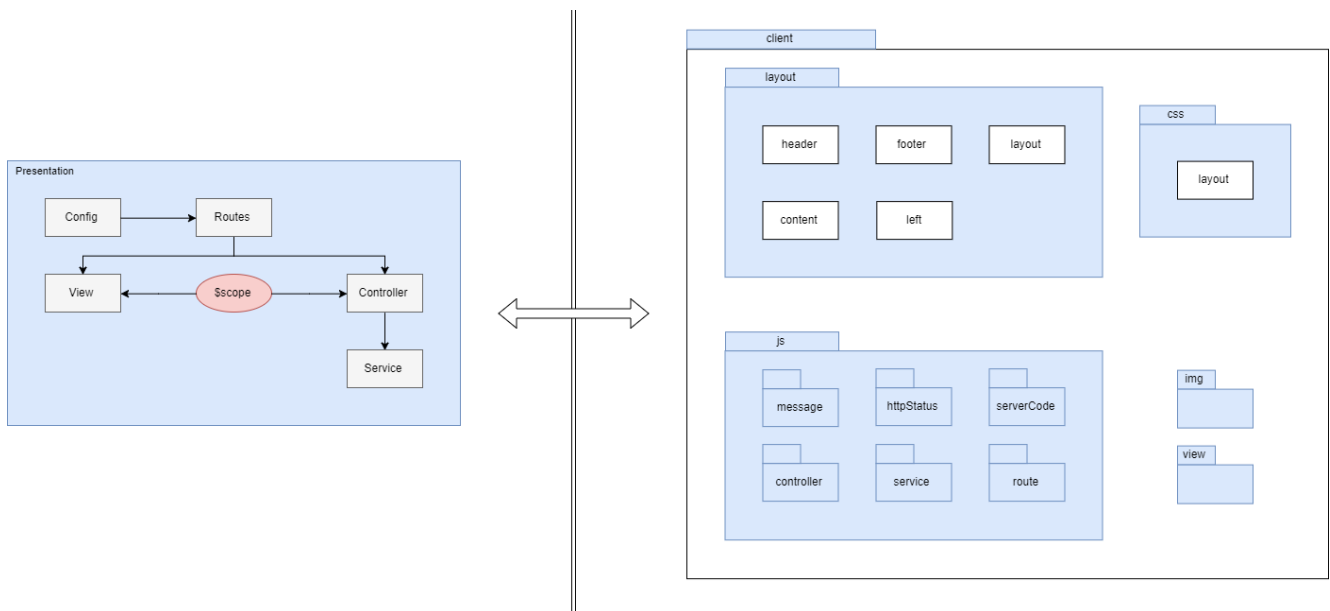 Presentation
Config
Routes
View
$scope
Controller
Service
client
layout
header
footer
layout
content
left
css
layout
js
message
httpStatus
serverCode
controller
service
route
img
view